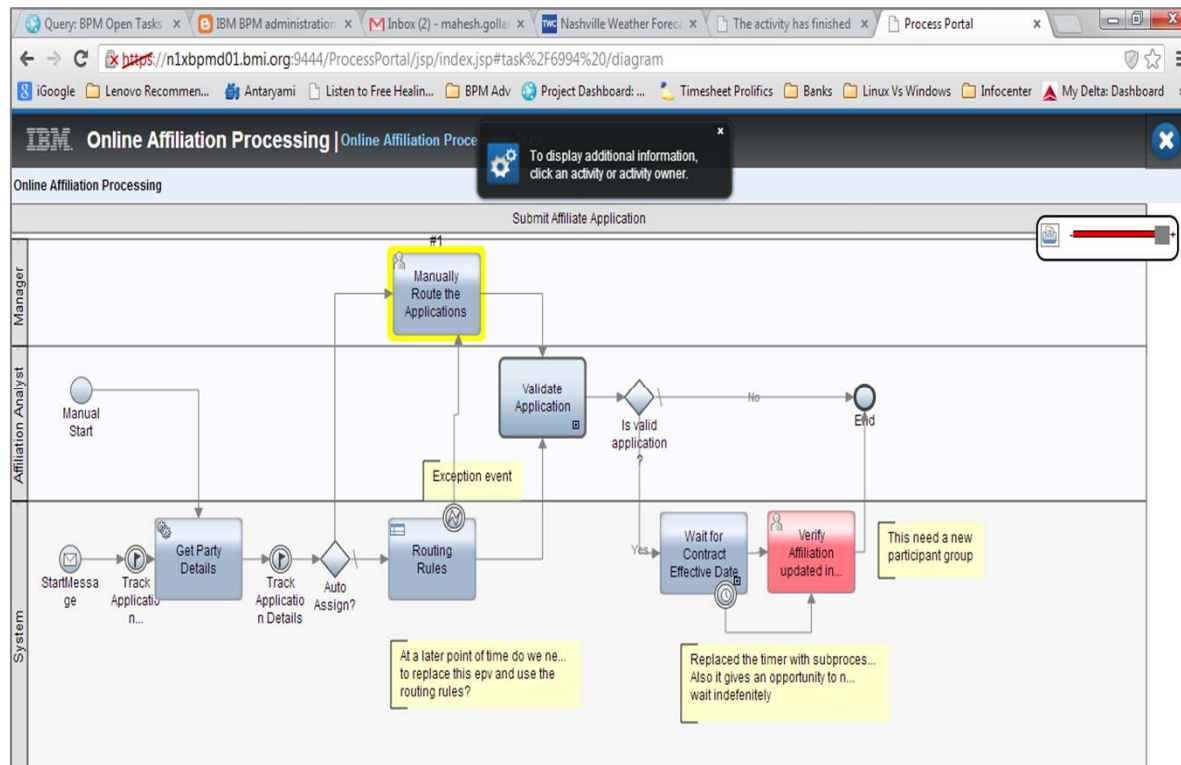 Query: BPM Open Tasks
IBM BPM administration
Inbox (2) - mahesh.golla
Nashville Weather Foreca
The activity has finished
Process Portal
https://n1xbpmd01.bmi.org:9444/ProcessPortal/jsp/index.jsp#task%2F6994%20/diagram
iGoogle
Lenovo Recommen...
Antaryami
Listen to Free Healin...
BPM Adv
Project Dashboard: ...
Timesheet Prolifics
Banks
Linux Vs Windows
Infocenter
My Delta: Dashboard
IBM. Online Affiliation Processing | Online Affiliation Proce
To display additional information,
click an activity or activity owner.
x
Online Affiliation Processing
Submit Affiliate Application
- +
Manager
#1
Manually
Route the
Applications
Affiliation Analyst
Manual
Start
Validate
Application
Is valid
application
?
No
End
Exception event
System
StartMessa
ge
Track
Applicatio
n...
Get Party
Details
Track
Applicatio
n Details
Auto
Assign?
Routing
Rules
Yes
Wait for
Contract
Effective Date
Verify
Affiliation
updated in...
This need a new
participant group
At a later point of time do we ne...
to replace this epv and use the
routing rules?
Replaced the timer with subproces...
Also it gives an opportunity to n...
wait indefenitely